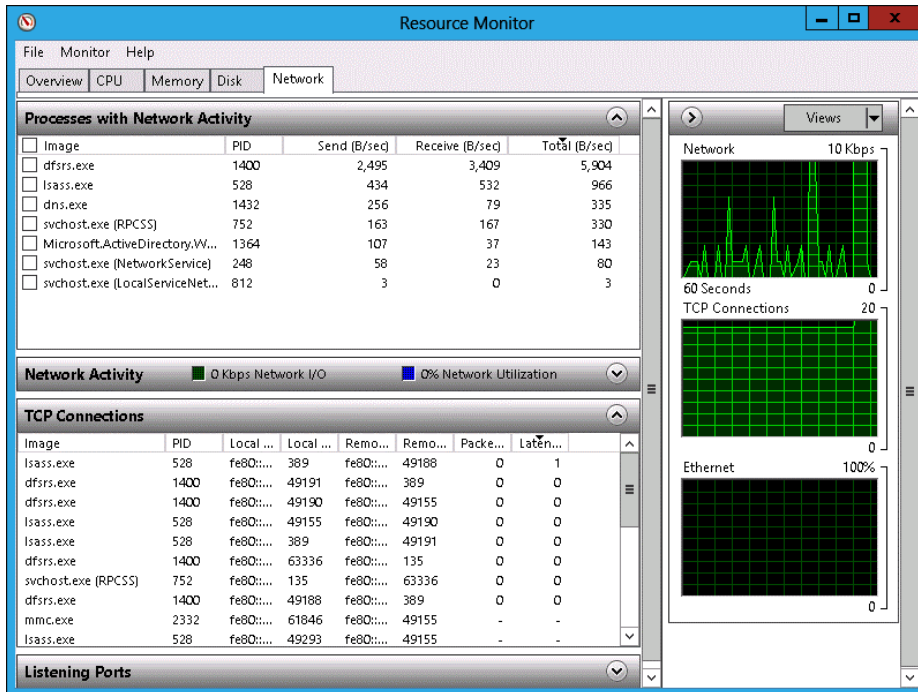 Resource Monitor
File Monitor Help
Overview CPU Memory Disk Network
Processes with Network Activity
Image PID Send (B/sec) Receive (B/sec) Total (B/sec)
dfsrs.exe 1400 2,495 3,409 5,904
lsass.exe 528 434 532 966
dns.exe 1432 256 79 335
svchost.exe (RPCSS) 752 163 167 330
Microsoft.ActiveDirectory.W... 1364 107 37 143
svchost.exe (NetworkService) 248 58 23 80
svchost.exe (LocalServiceNet... 812 3 0 3
Network Activity 0 Kbps Network I/O 0% Network Utilization
TCP Connections
Image PID Local ... Local ... Remo... Remo... Packe... Laten...
lsass.exe 528 fe80::... 389 fe80::... 49188 0 1
dfsrs.exe 1400 fe80::... 49191 fe80::... 389 0 0
dfsrs.exe 1400 fe80::... 49190 fe80::... 49155 0 0
lsass.exe 528 fe80::... 49155 fe80::... 49190 0 0
lsass.exe 528 fe80::... 389 fe80::... 49191 0 0
dfsrs.exe 1400 fe80::... 63336 fe80::... 135 0 0
svchost.exe (RPCSS) 752 fe80::... 135 fe80::... 63336 0 0
dfsrs.exe 1400 fe80::... 49188 fe80::... 389 0 0
mmc.exe 2332 fe80::... 61846 fe80::... 49155 - -
lsass.exe 528 fe80::... 49293 fe80::... 49155 - -
Listening Ports
Views
Network 10 Kbps
60 Seconds 0
TCP Connections 20
0
Ethernet 100%
0